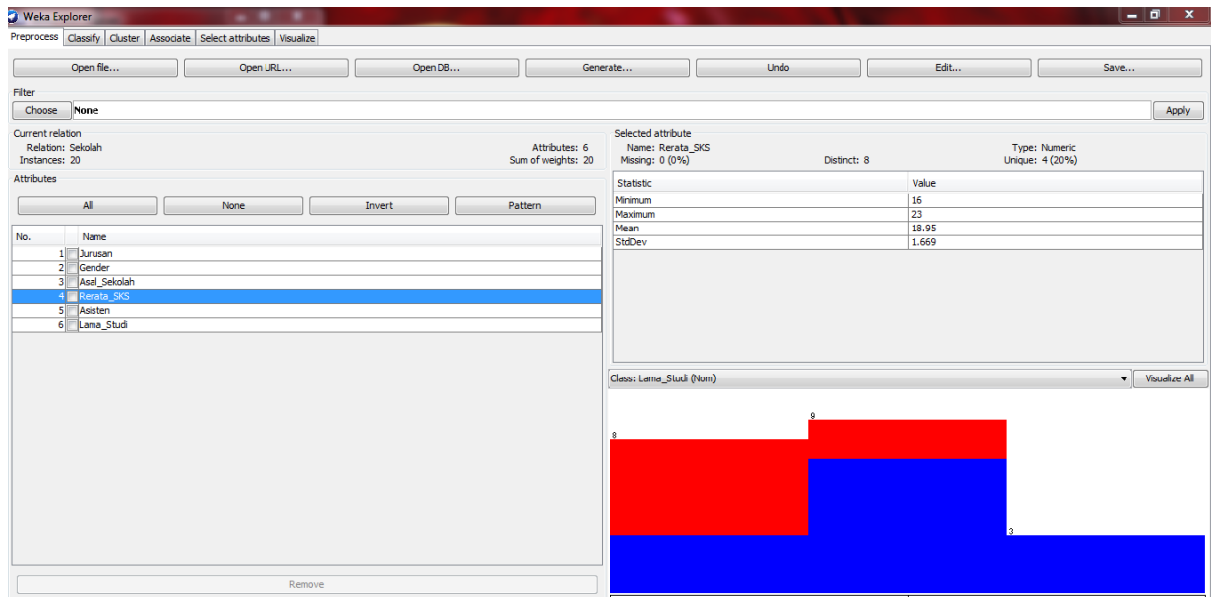 Weka Explorer
Preprocess Classify Cluster Associate Select attributes Visualize
Open file... Open URL... Open DB... Generate... Undo Edit... Save...
Filter
Choose None Apply
Current relation
Relation: Sekolah Attributes: 6
Instances: 20 Sum of weights: 20
Attributes
All None Invert Pattern
No. Name
1 Jurusan
2 Gender
3 Asal_Sekolah
4 Rerata_SKS
5 Asisten
6 Lama_Studi
Remove
Selected attribute
Name: Rerata_SKS Type: Numeric
Missing: 0 (0%) Distinct: 8 Unique: 4 (20%)
Statistic Value
Minimum 16
Maximum 23
Mean 18.95
StdDev 1.669
Class: Lama_Studi (Nom) Visualize All
8
9
3